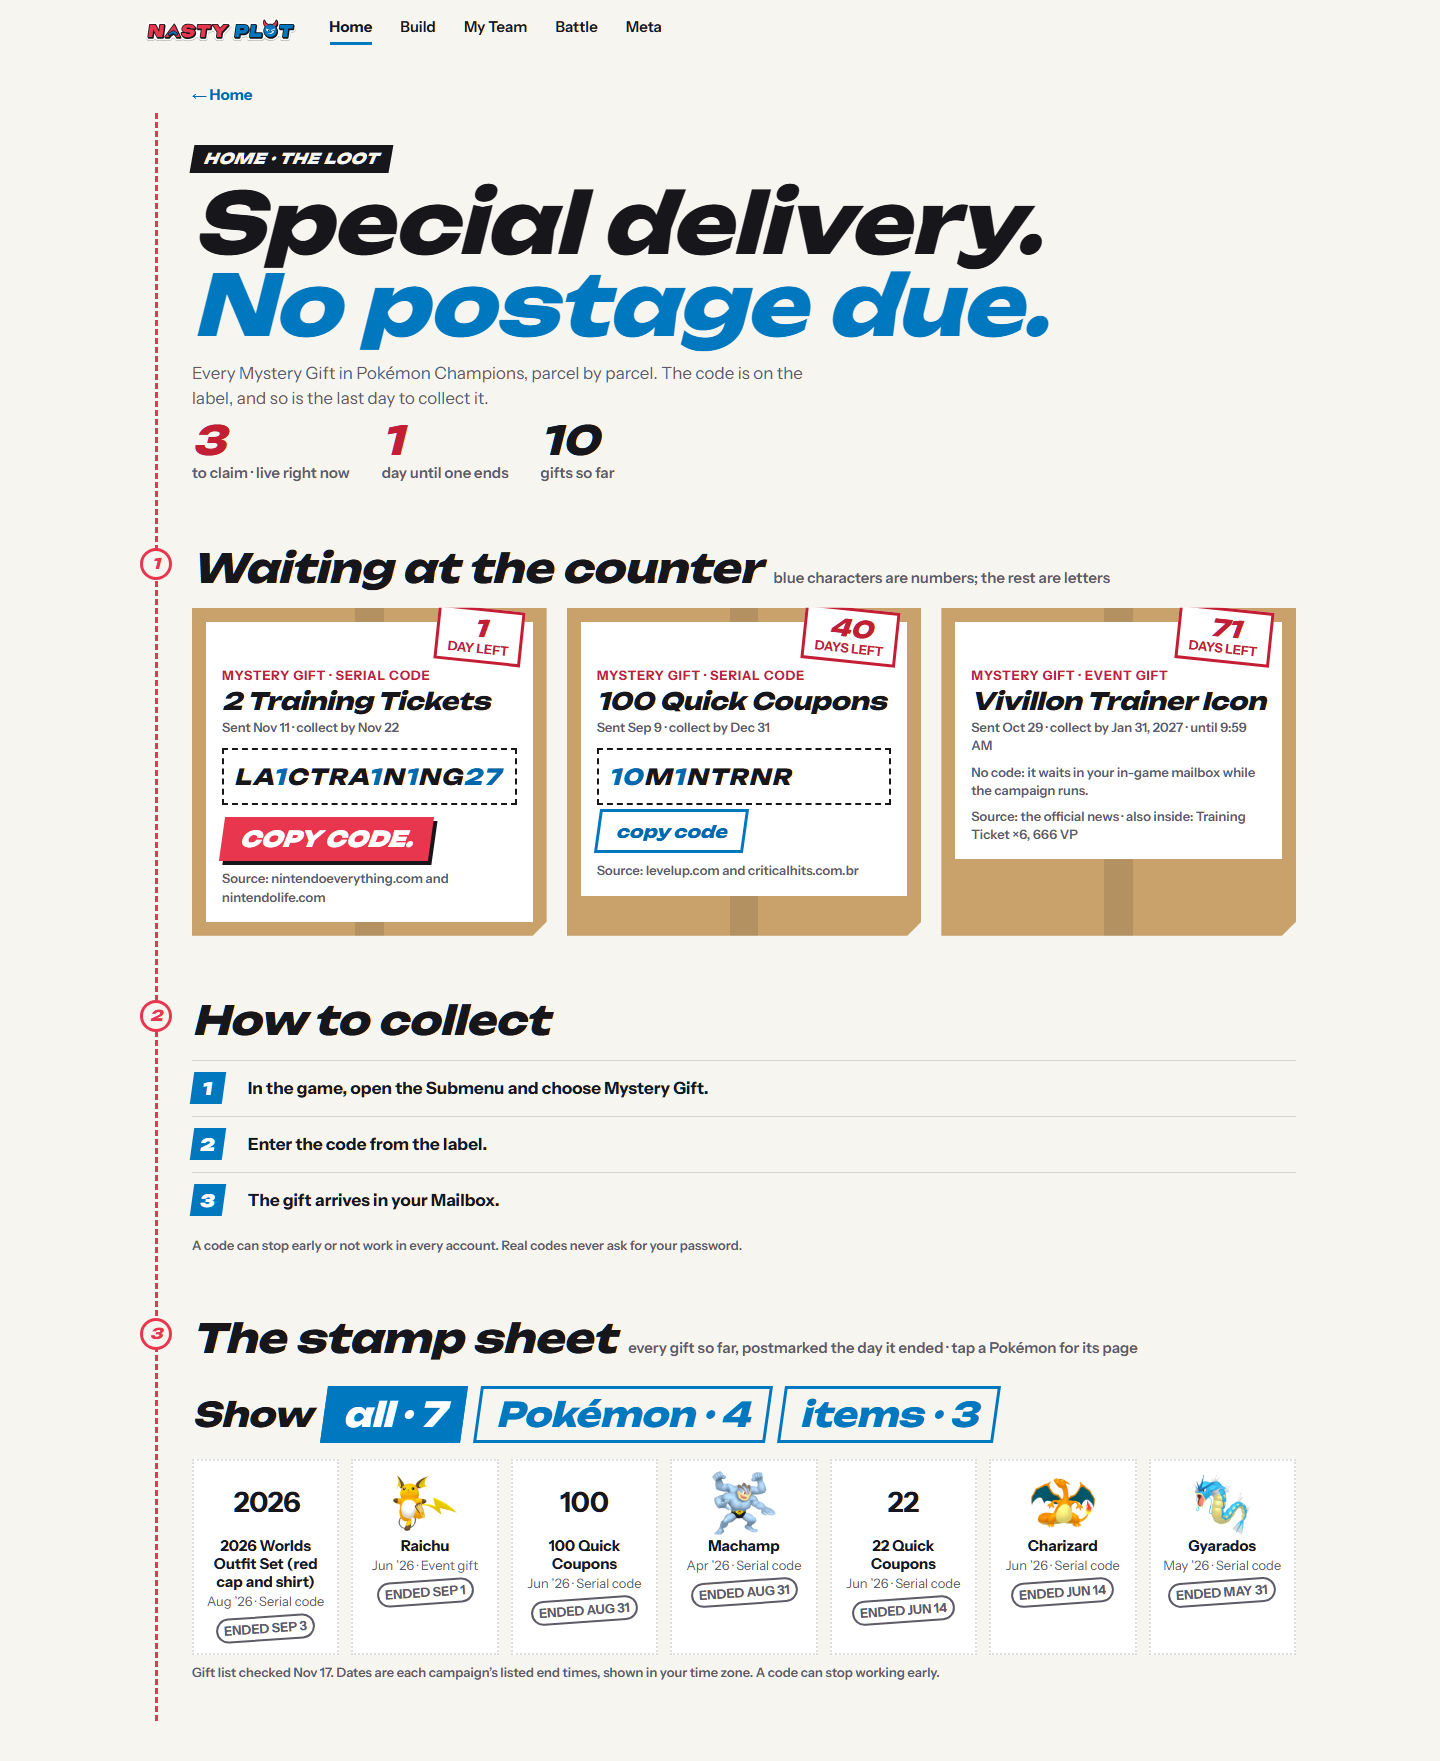 NASTY PLOT
Home
Build
My Team
Battle
Meta
← Home
HOME · THE LOOT
Special delivery.
No postage due.
Every Mystery Gift in Pokémon Champions, parcel by parcel. The code is on the
label, and so is the last day to collect it.
3
to claim · live right now
1
day until one ends
10
gifts so far
1
Waiting at the counter
blue characters are numbers; the rest are letters
1
DAY LEFT
MYSTERY GIFT · SERIAL CODE
2 Training Tickets
Sent Nov 11 · collect by Nov 22
LA1CTRA1N1NG27
COPY CODE.
Source: nintendoeverything.com and
nintendolife.com
40
DAYS LEFT
MYSTERY GIFT · SERIAL CODE
100 Quick Coupons
Sent Sep 9 · collect by Dec 31
10M1NTRNR
copy code
Source: levelup.com and criticalhits.com.br
71
DAYS LEFT
MYSTERY GIFT · EVENT GIFT
Vivillon Trainer Icon
Sent Oct 29 · collect by Jan 31, 2027 · until 9:59
AM
No code: it waits in your in-game mailbox while
the campaign runs.
Source: the official news · also inside: Training
Ticket ×6, 666 VP
2
How to collect
1
In the game, open the Submenu and choose Mystery Gift.
2
Enter the code from the label.
3
The gift arrives in your Mailbox.
A code can stop early or not work in every account. Real codes never ask for your password.
3
The stamp sheet
every gift so far, postmarked the day it ended · tap a Pokémon for its page
Show
all · 7
Pokémon · 4
items · 3
2026
2026 Worlds
Outfit Set (red
cap and shirt)
Aug ’26 · Serial code
ENDED SEP 3
Raichu
Jun ’26 · Event gift
ENDED SEP 1
100
100 Quick
Coupons
Jun ’26 · Serial code
ENDED AUG 31
Machamp
Apr ’26 · Serial code
ENDED AUG 31
22
22 Quick
Coupons
Jun ’26 · Serial code
ENDED JUN 14
Charizard
Jun ’26 · Serial code
ENDED JUN 14
Gyarados
May ’26 · Serial code
ENDED MAY 31
Gift list checked Nov 17. Dates are each campaign’s listed end times, shown in your time zone. A code can stop working early.